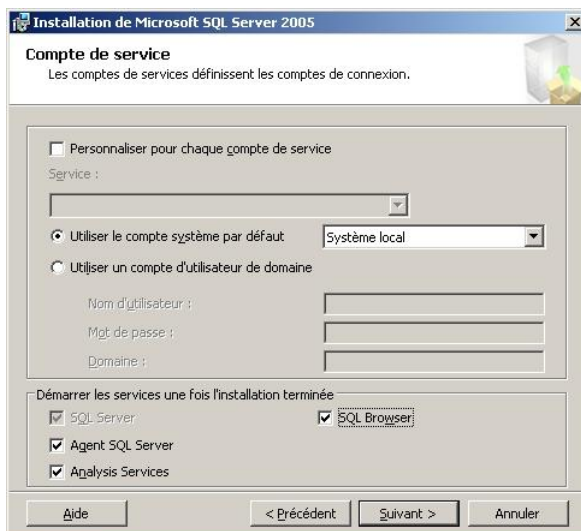 Installation de Microsoft SQL Server 2005
Compte de service
Les comptes de services définissent les comptes de connexion.
Personnaliser pour chaque compte de service
Service :
Utiliser le compte système par défaut
Système local
Utiliser un compte d'utilisateur de domaine
Nom d'utilisateur :
Mot de passe :
Domaine :
Démarrer les services une fois l'installation terminée
SQL Server
SQL Browser
Agent SQL Server
Analysis Services
Aide
< Précédent
Suivant >
Annuler